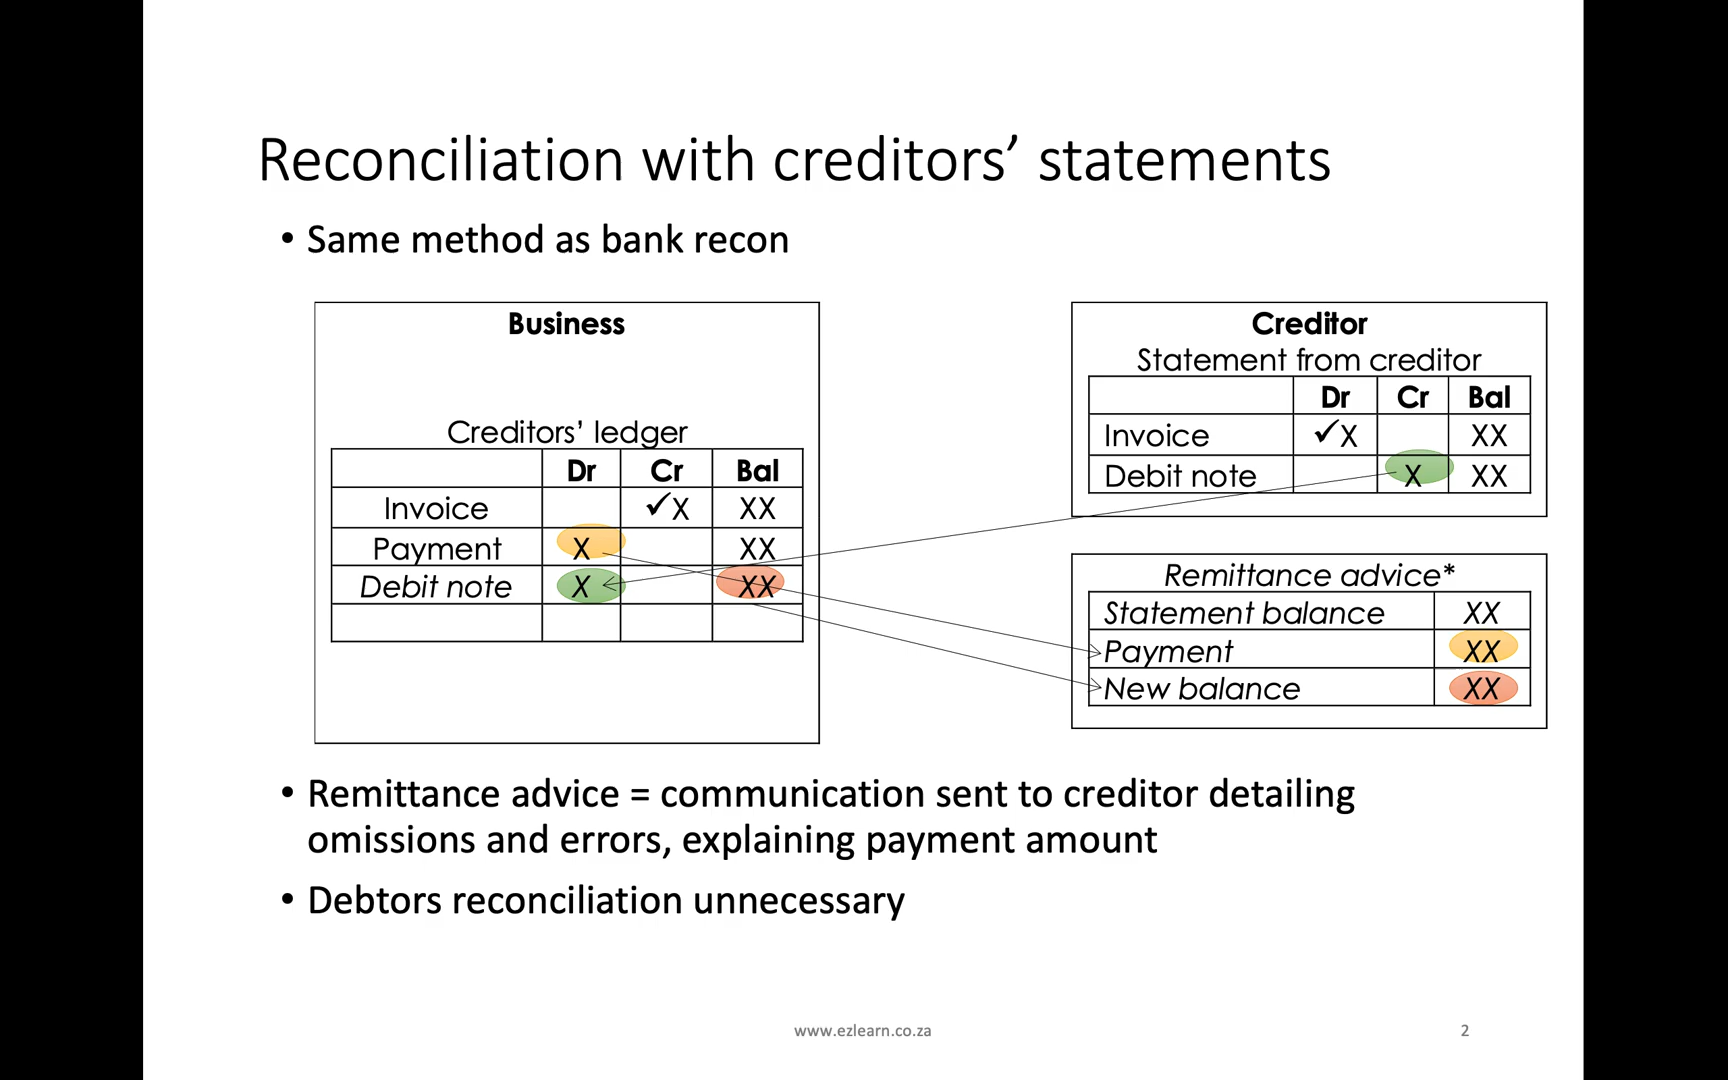 Reconciliation with creditors’ statements
• Same method as bank recon
Business
Creditors’ ledger
Dr Cr Bal
Invoice ✓X XX
Payment X XX
Debit note X XX
Creditor
Statement from creditor
Dr Cr Bal
Invoice ✓X XX
Debit note X XX
Remittance advice*
Statement balance XX
Payment XX
New balance XX
• Remittance advice = communication sent to creditor detailing
omissions and errors, explaining payment amount
• Debtors reconciliation unnecessary
www.ezlearn.co.za
2